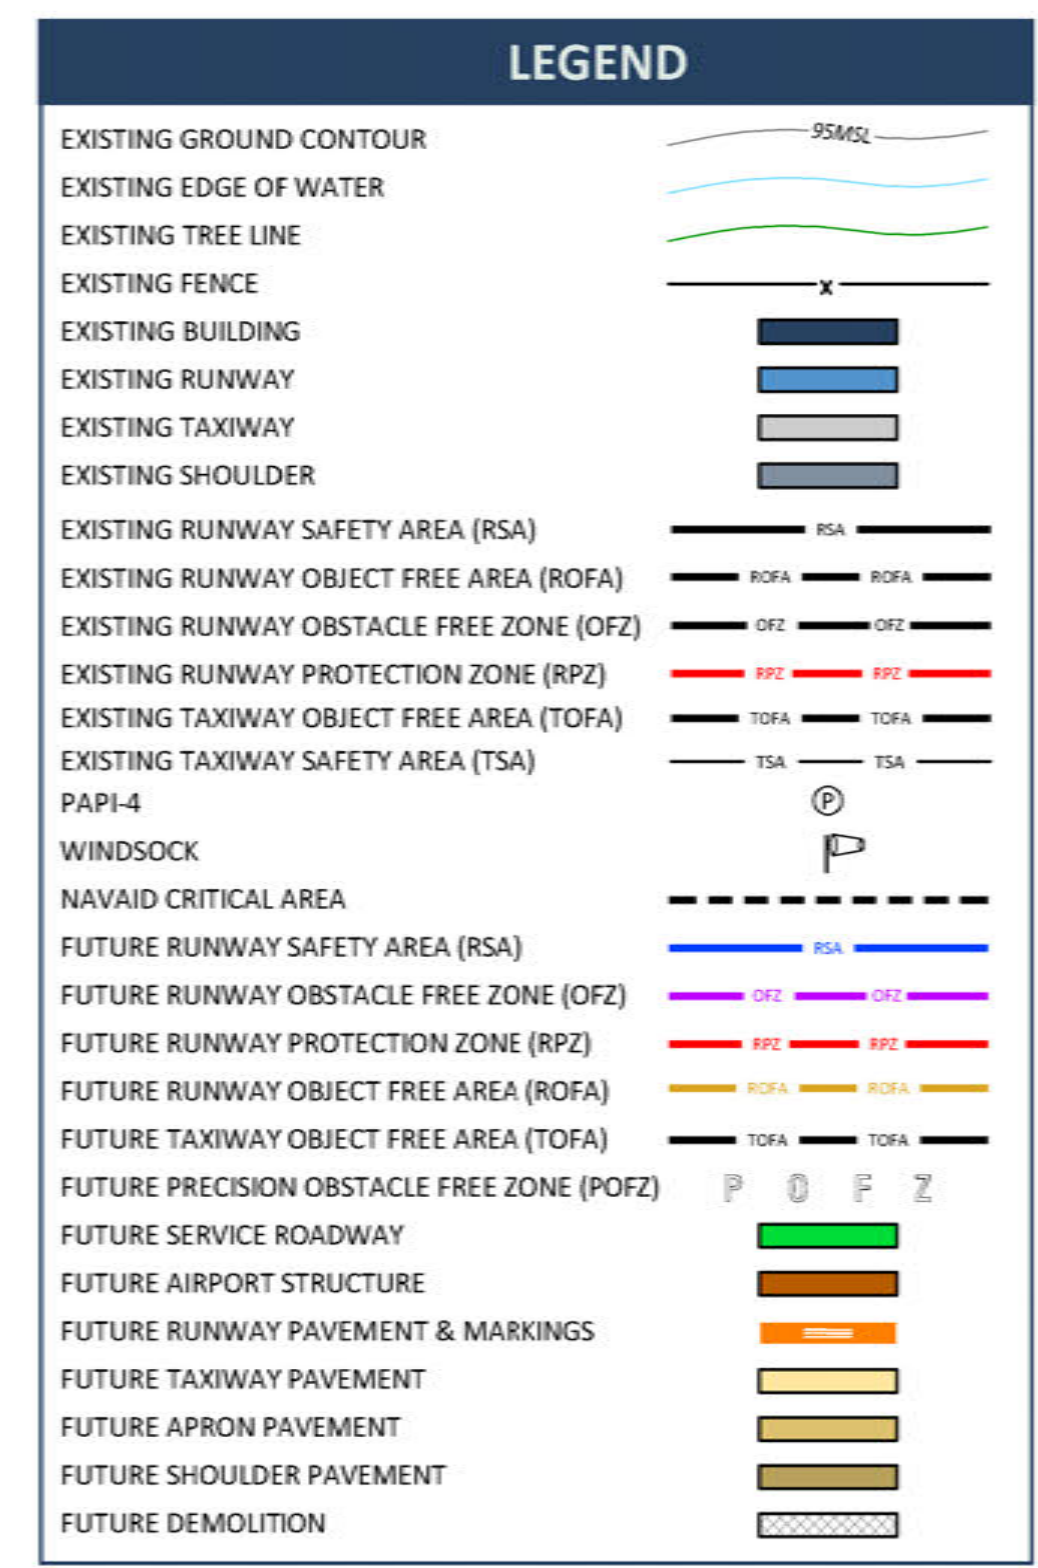 LEGEND
EXISTING GROUND CONTOUR 95MSL
EXISTING EDGE OF WATER
EXISTING TREE LINE
EXISTING FENCE x
EXISTING BUILDING
EXISTING RUNWAY
EXISTING TAXIWAY
EXISTING SHOULDER
EXISTING RUNWAY SAFETY AREA (RSA) RSA
EXISTING RUNWAY OBJECT FREE AREA (ROFA) ROFA ROFA
EXISTING RUNWAY OBSTACLE FREE ZONE (OFZ) OFZ OFZ
EXISTING RUNWAY PROTECTION ZONE (RPZ) RPZ RPZ
EXISTING TAXIWAY OBJECT FREE AREA (TOFA) TOFA TOFA
EXISTING TAXIWAY SAFETY AREA (TSA) TSA TSA
PAPI-4 P
WINDSOCK
NAVAID CRITICAL AREA
FUTURE RUNWAY SAFETY AREA (RSA) RSA
FUTURE RUNWAY OBSTACLE FREE ZONE (OFZ) OFZ OFZ
FUTURE RUNWAY PROTECTION ZONE (RPZ) RPZ RPZ
FUTURE RUNWAY OBJECT FREE AREA (ROFA) ROFA ROFA
FUTURE TAXIWAY OBJECT FREE AREA (TOFA) TOFA TOFA
FUTURE PRECISION OBSTACLE FREE ZONE (POFZ) P O F Z
FUTURE SERVICE ROADWAY
FUTURE AIRPORT STRUCTURE
FUTURE RUNWAY PAVEMENT & MARKINGS
FUTURE TAXIWAY PAVEMENT
FUTURE APRON PAVEMENT
FUTURE SHOULDER PAVEMENT
FUTURE DEMOLITION